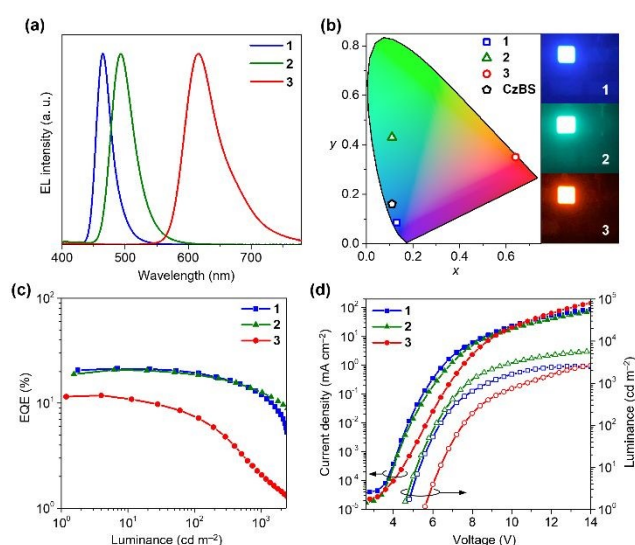 (a)
1
2
3
EL intensity (a. u.)
400 500 600 700
Wavelength (nm)
(b)
0.8
0.6
0.4
0.2
0.0
y
1
2
3
CzBS
0.0 0.2 0.4 0.6
x
1
2
3
(c)
10²
10¹
10⁰
EQE (%)
1
2
3
10⁰ 10¹ 10² 10³
Luminance (cd m⁻²)
(d)
10²
10¹
10⁰
10⁻¹
10⁻²
10⁻³
10⁻⁴
10⁻⁵
Current density (mA cm⁻²)
1
2
3
10⁵
10⁴
10³
10²
10¹
10⁰
Luminance (cd m⁻²)
4 6 8 10 12 14
Voltage (V)